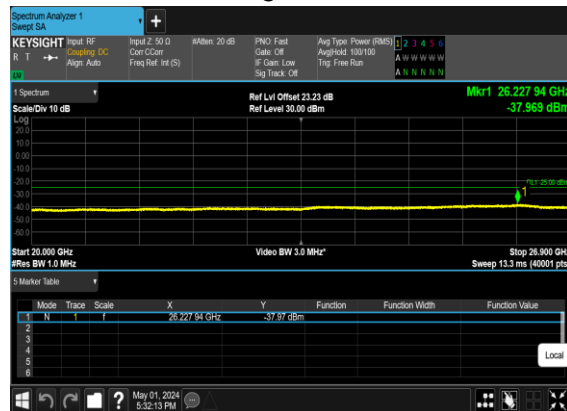 Spectrum Analyzer 1
Swept SA
+
KEYSIGHT Input: RF Input Z: 50 Ω #Atten: 20 dB PNO: Fast Avg Type: Power (RMS) 1 2 3 4 5 6
R T Coupling: DC Corr CCorr Gate: Off Avg|Hold: 100/100 A W W W W W
Align: Auto Freq Ref: Int (S) IF Gain: Low Trig: Free Run
Sig Track: Off A N N N N N
1 Spectrum Ref Lvl Offset 23.23 dB Mkr1 26.227 94 GHz
Scale/Div 10 dB Ref Level 30.00 dBm -37.969 dBm
Log
20.0
10.0
0.00
-10.0
-20.0
DL1 -25.00 dBm
1
-30.0
-40.0
-50.0
-60.0
Start 20.000 GHz Video BW 3.0 MHz* Stop 26.900 GHz
#Res BW 1.0 MHz Sweep 13.3 ms (40001 pts
5 Marker Table
Mode Trace Scale X Y Function Function Width Function Value
1 N 1 f 26.227 94 GHz -37.97 dBm
2
3
4
5
6
Local
? May 01, 2024
5:32:13 PM